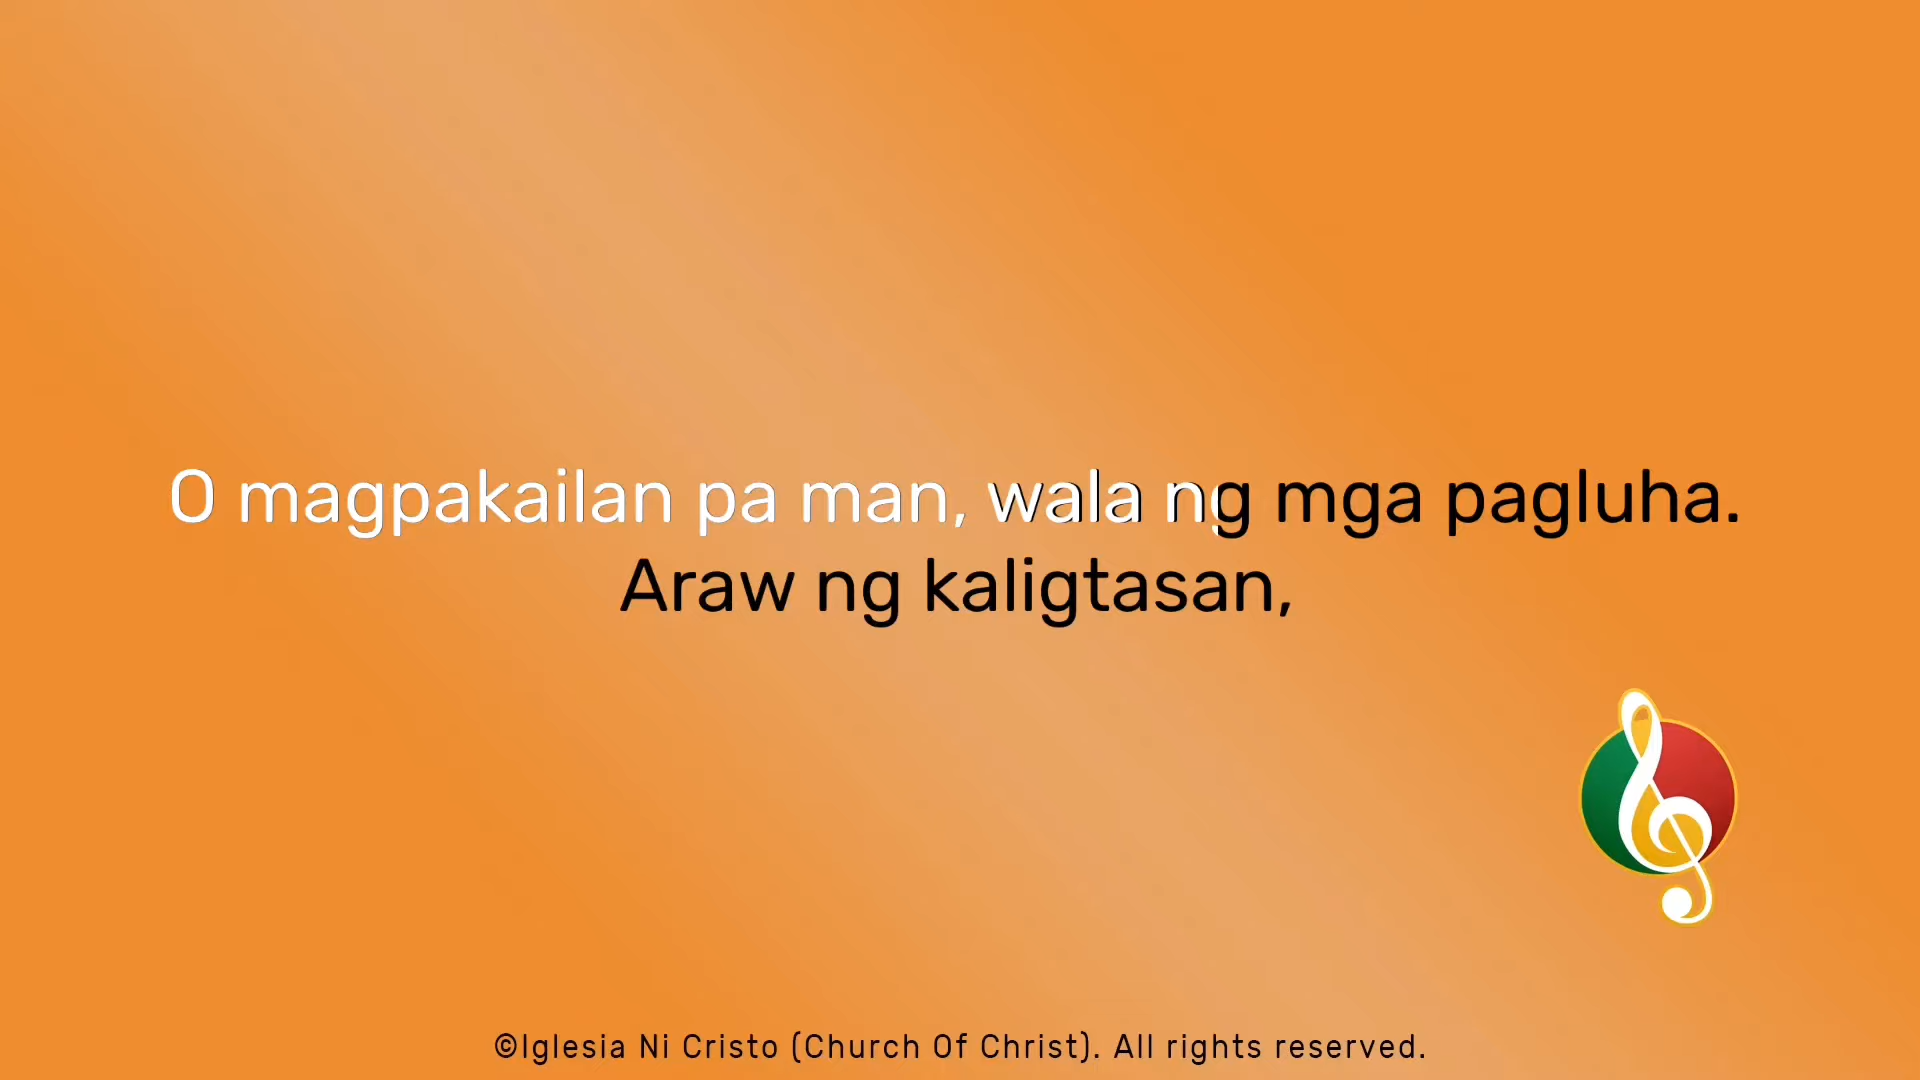 O magpakailan pa man, wala ng mga pagluha.
Araw ng kaligtasan,
©Iglesia Ni Cristo (Church Of Christ). All rights reserved.